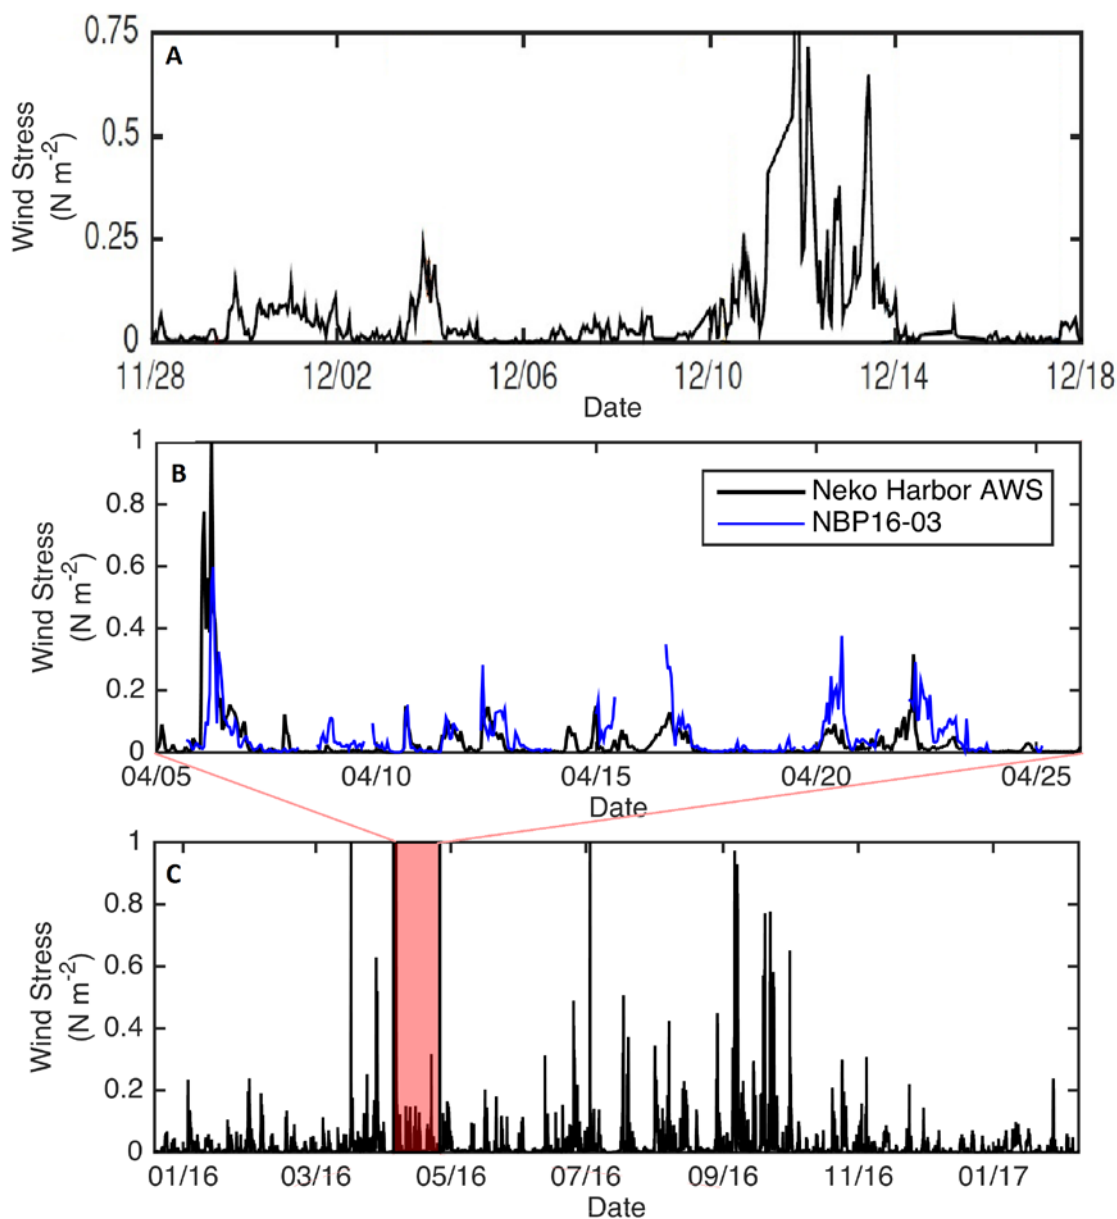 A
Wind Stress
(N m-2)
0.75
0.5
0.25
0
11/28 12/02 12/06 12/10 12/14 12/18
Date
B
Wind Stress
(N m-2)
1
0.8
0.6
0.4
0.2
0
Neko Harbor AWS
NBP16-03
04/05 04/10 04/15 04/20 04/25
Date
C
Wind Stress
(N m-2)
1
0.8
0.6
0.4
0.2
0
01/16 03/16 05/16 07/16 09/16 11/16 01/17
Date